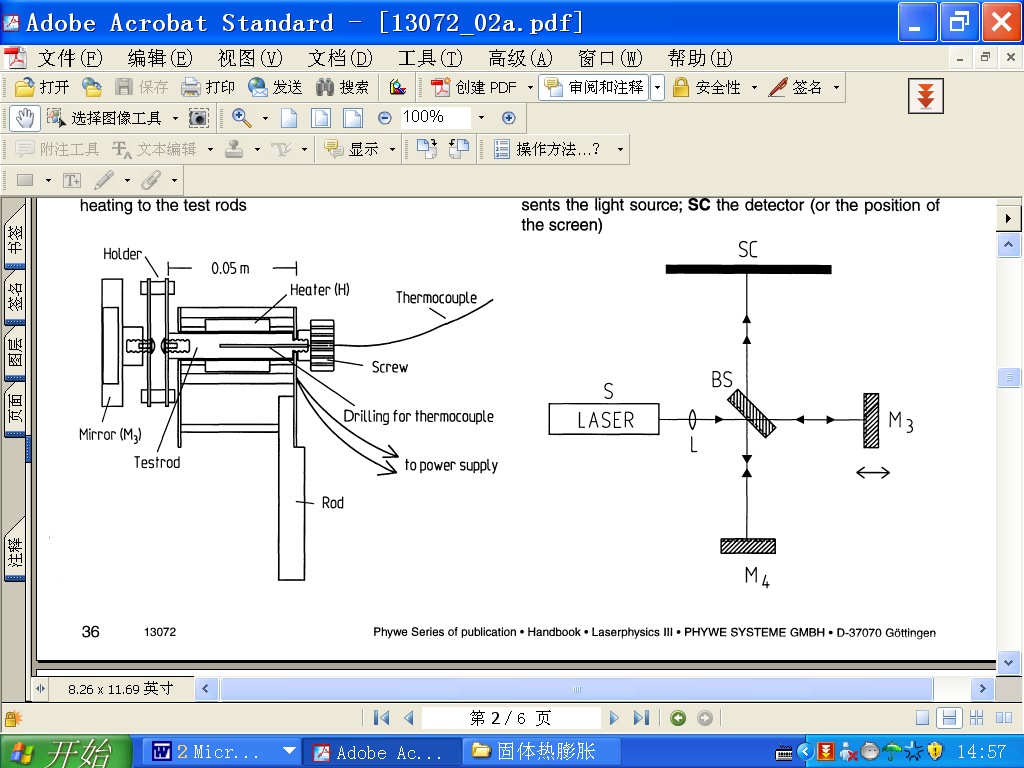 Adobe Acrobat Standard - [13072_02a.pdf]
文件(F) 编辑(E) 视图(V) 文档(D) 工具(T) 高级(A) 窗口(W) 帮助(H)
打开 保存 打印 发送 搜索 创建 PDF 审阅和注释 安全性 签名
选择图像工具 100%
附注工具 文本编辑 显示 操作方法...?
书签
签名
图层
页面
注释
heating to the test rods
Holder
0.05 m
Heater (H)
Thermocouple
Screw
Drilling for thermocouple
Mirror (M3)
Testrod
to power supply
Rod
sents the light source; SC the detector (or the position of
the screen)
SC
BS
S
LASER
L
M3
M4
36 13072 Phywe Series of publication • Handbook • Laserphysics III • PHYWE SYSTEME GMBH • D-37070 Göttingen
8.26 x 11.69 英寸
第 2 / 6 页
开始 2 Micr... Adobe Ac... 固体热膨胀 14:57